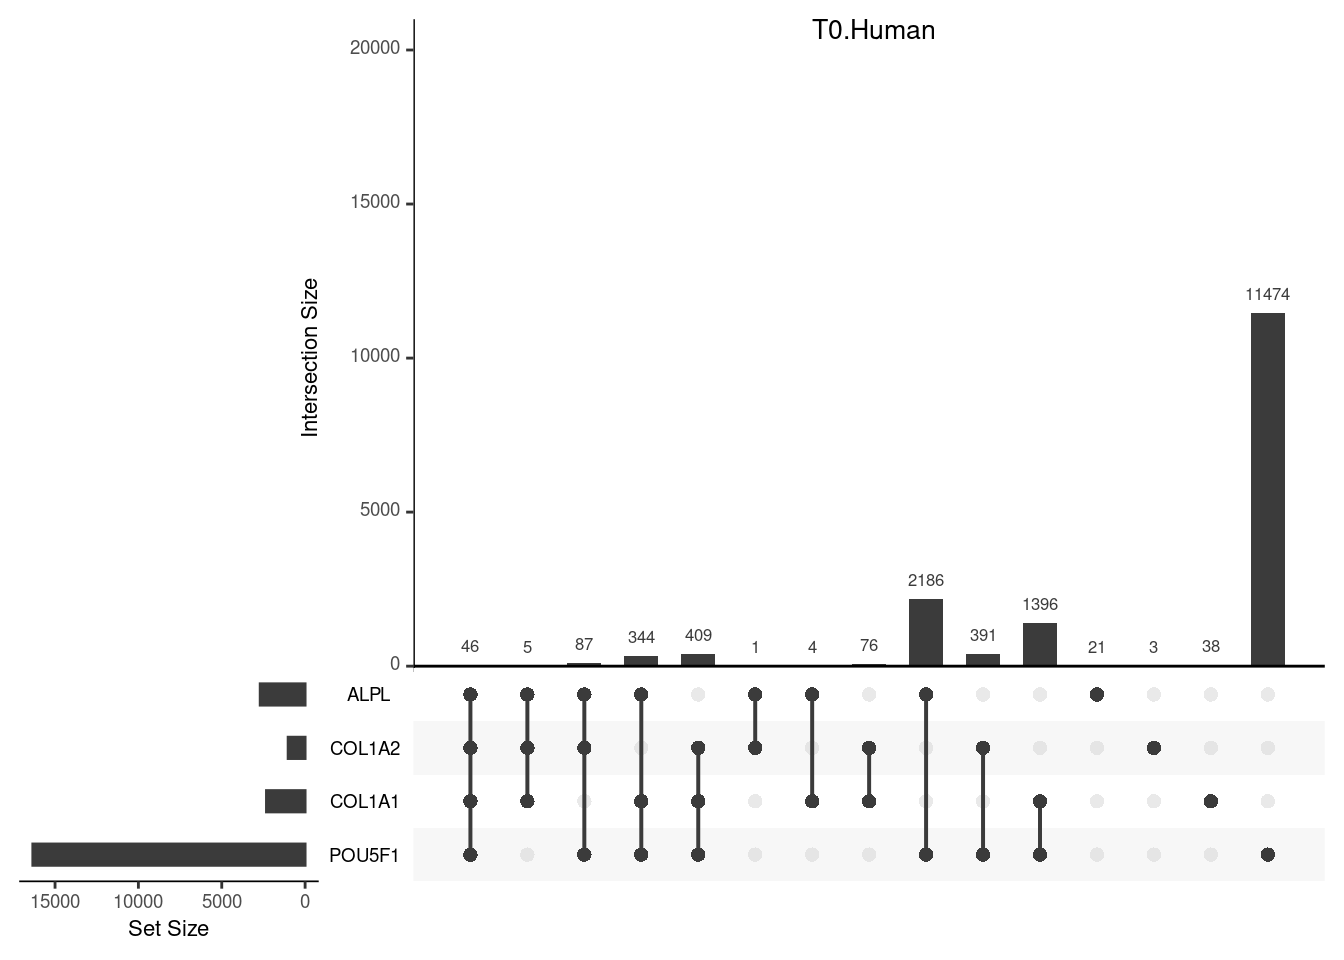 T0.Human
20000
15000
10000
5000
0
Intersection Size
46 5 87 344 409 1 4 76 2186 391 1396 21 3 38 11474
ALPL
COL1A2
COL1A1
POU5F1
15000 10000 5000 0
Set Size